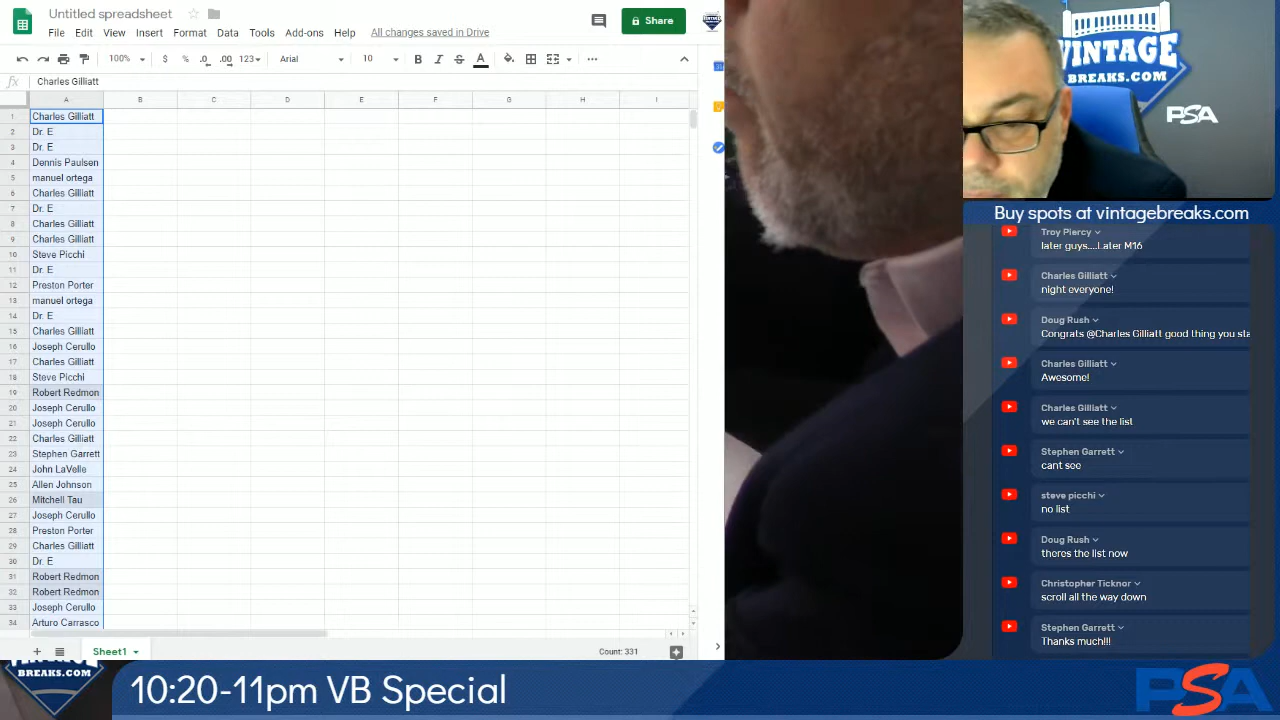 Untitled spreadsheet
File Edit View Insert Format Data Tools Add-ons Help All changes saved in Drive
Share
100% $ % .0 .00 123 Arial 10 B I S A
fx Charles Gilliatt
A B C D E F G H I
1 Charles Gilliatt
2 Dr. E
3 Dr. E
4 Dennis Paulsen
5 manuel ortega
6 Charles Gilliatt
7 Dr. E
8 Charles Gilliatt
9 Charles Gilliatt
10 Steve Picchi
11 Dr. E
12 Preston Porter
13 manuel ortega
14 Dr. E
15 Charles Gilliatt
16 Joseph Cerullo
17 Charles Gilliatt
18 Steve Picchi
19 Robert Redmon
20 Joseph Cerullo
21 Joseph Cerullo
22 Charles Gilliatt
23 Stephen Garrett
24 John LaVelle
25 Allen Johnson
26 Mitchell Tau
27 Joseph Cerullo
28 Preston Porter
29 Charles Gilliatt
30 Dr. E
31 Robert Redmon
32 Robert Redmon
33 Joseph Cerullo
34 Arturo Carrasco
Sheet1
Count: 331
VINTAGE
BREAKS.COM
PSA
Buy spots at vintagebreaks.com
Troy Piercy
later guys....Later M16
Charles Gilliatt
night everyone!
Doug Rush
Congrats @Charles Gilliatt good thing you sta
Charles Gilliatt
Awesome!
Charles Gilliatt
we can't see the list
Stephen Garrett
cant see
steve picchi
no list
Doug Rush
theres the list now
Christopher Ticknor
scroll all the way down
Stephen Garrett
Thanks much!!!
VINTAGE
BREAKS.COM
10:20-11pm VB Special
PSA